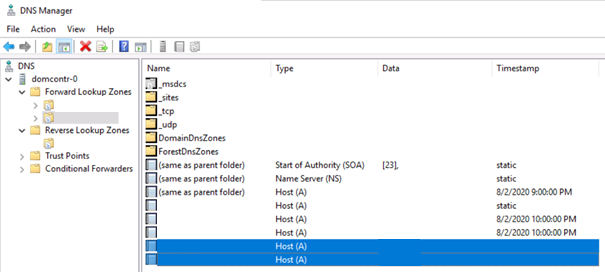 DNS Manager
File Action View Help
DNS
domcontr-0
Forward Lookup Zones
Reverse Lookup Zones
Trust Points
Conditional Forwarders
Name Type Data Timestamp
_msdcs
_sites
_tcp
_udp
DomainDnsZones
ForestDnsZones
(same as parent folder) Start of Authority (SOA) [23], static
(same as parent folder) Name Server (NS) static
(same as parent folder) Host (A) 8/2/2020 9:00:00 PM
Host (A) static
Host (A) 8/2/2020 10:00:00 PM
Host (A) 8/2/2020 10:00:00 PM
Host (A)
Host (A)